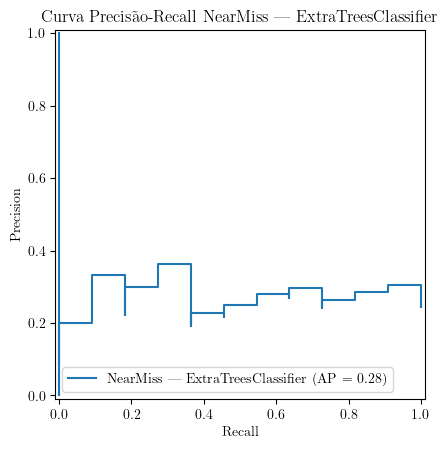 Curva Precisão-Recall NearMiss — ExtraTreesClassifier
1.0
0.8
0.6
0.4
0.2
0.0
Precision
NearMiss — ExtraTreesClassifier (AP = 0.28)
0.0 0.2 0.4 0.6 0.8 1.0
Recall